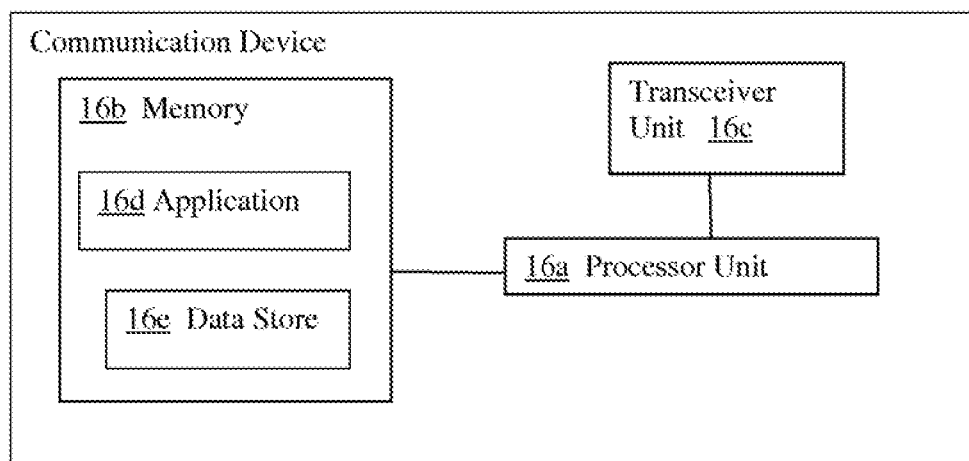 Communication Device
16b Memory
Transceiver
Unit 16c
16d Application
16a Processor Unit
16e Data Store